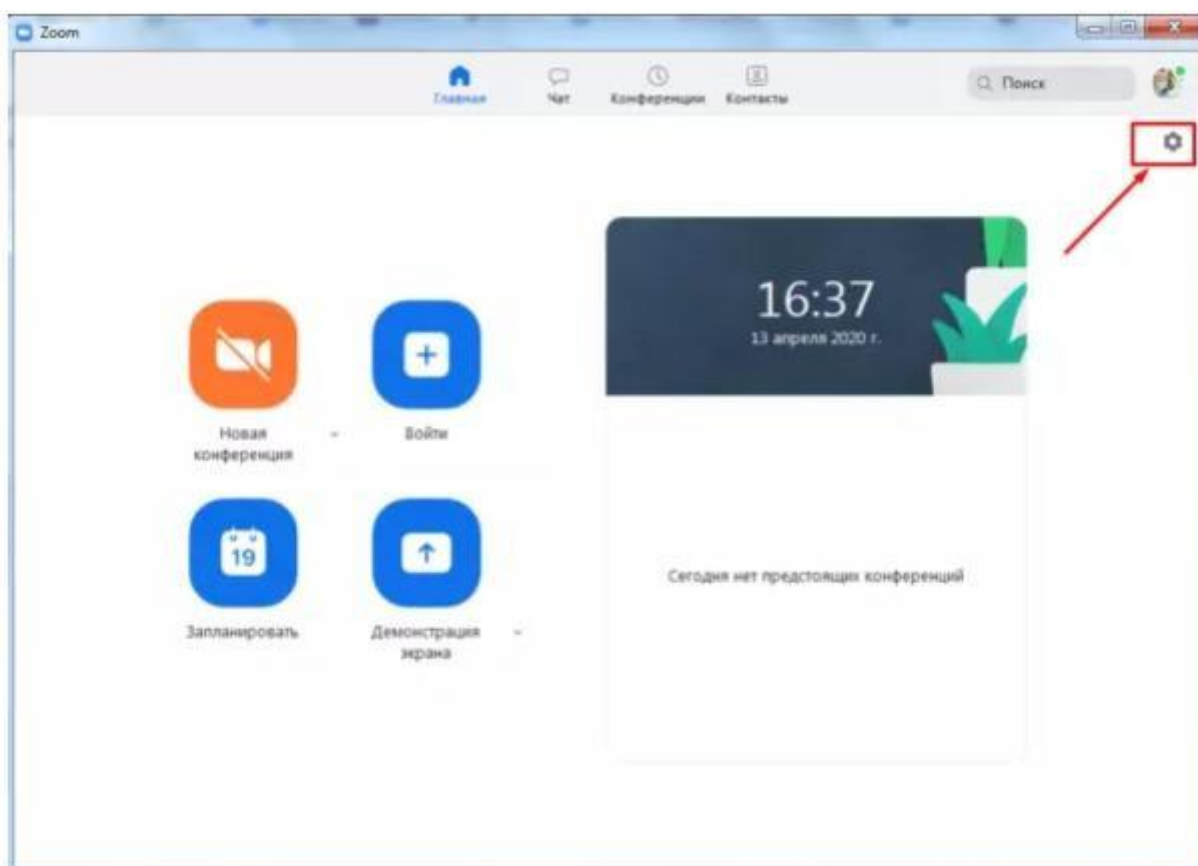 Zoom
Главная
Чат
Конференции
Контакты
Поиск
16:37
13 апреля 2020 г.
Новая
конференция
Войти
19
Запланировать
Демонстрация
экрана
Сегодня нет предстоящих конференций